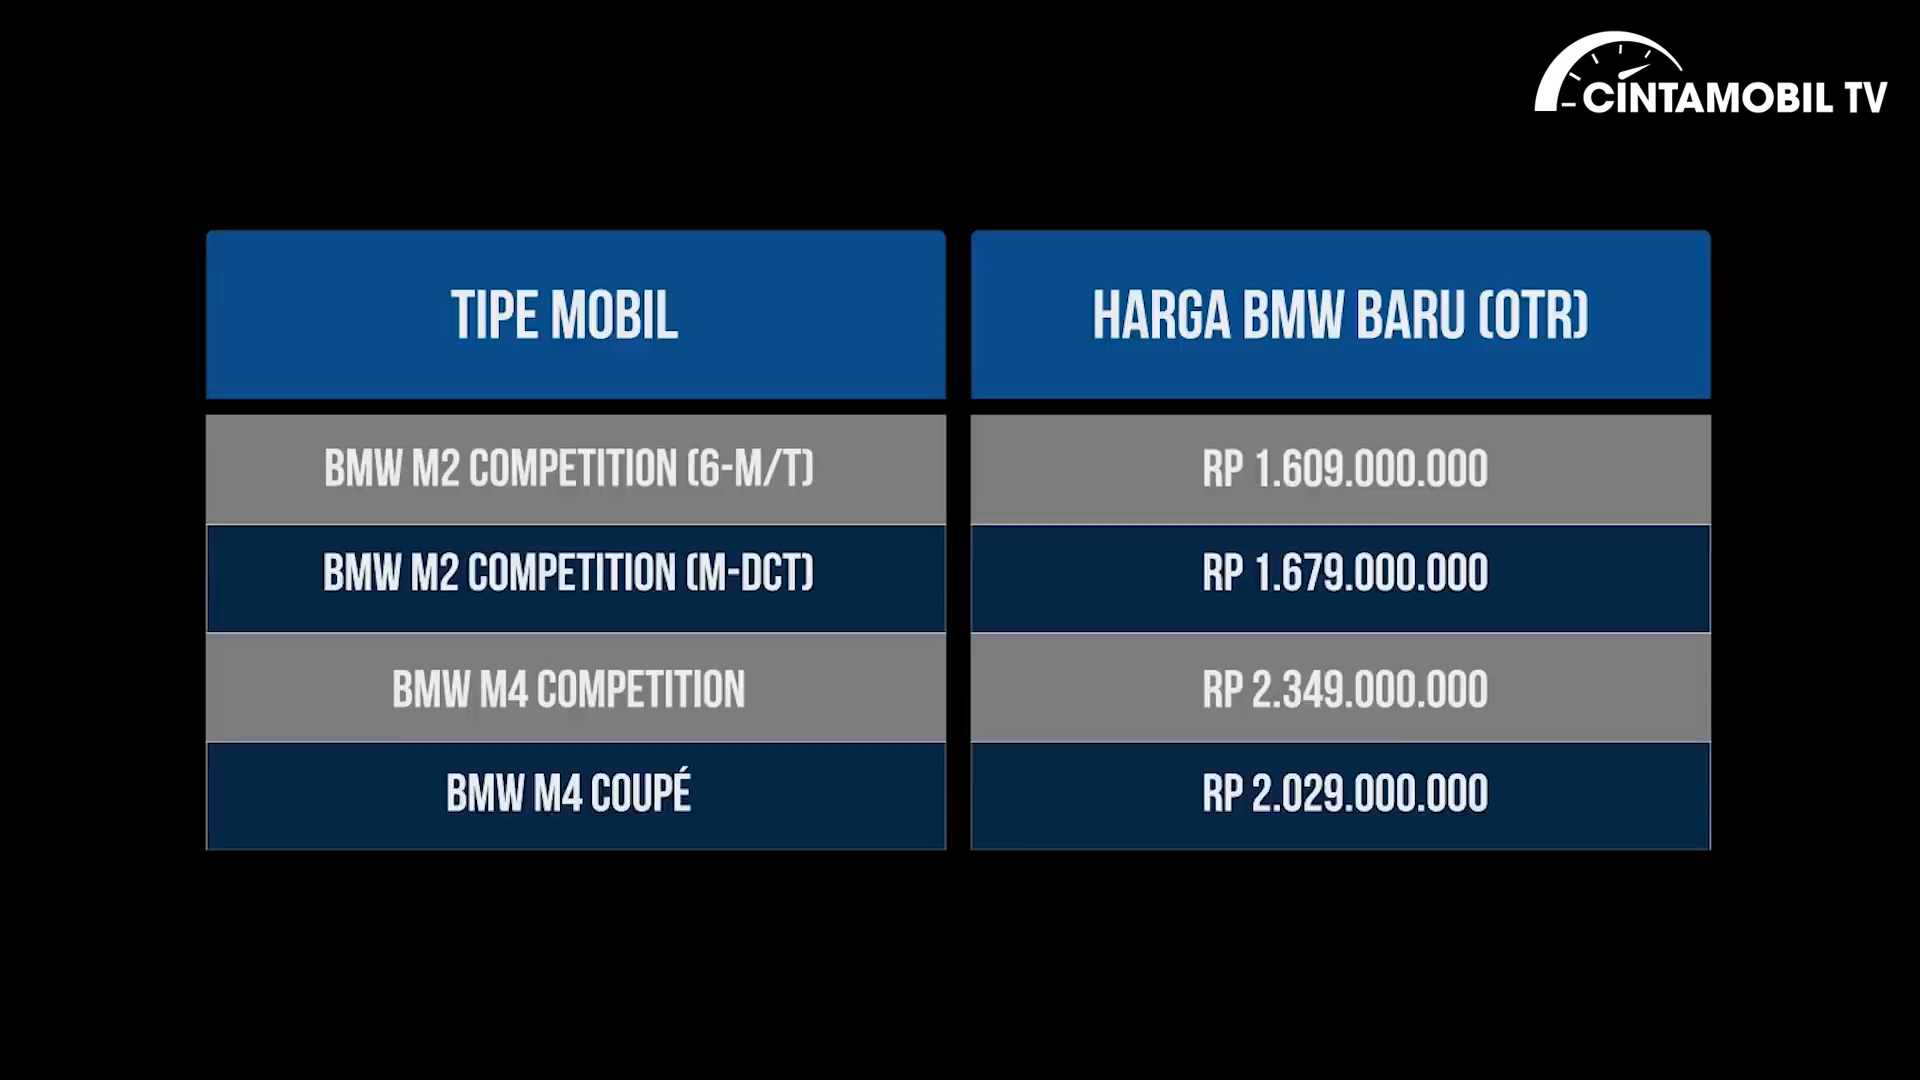 CINTAMOBIL TV
TIPE MOBIL
HARGA BMW BARU (OTR)
BMW M2 COMPETITION (6-M/T)
RP 1.609.000.000
BMW M2 COMPETITION (M-DCT)
RP 1.679.000.000
BMW M4 COMPETITION
RP 2.349.000.000
BMW M4 COUPÉ
RP 2.029.000.000